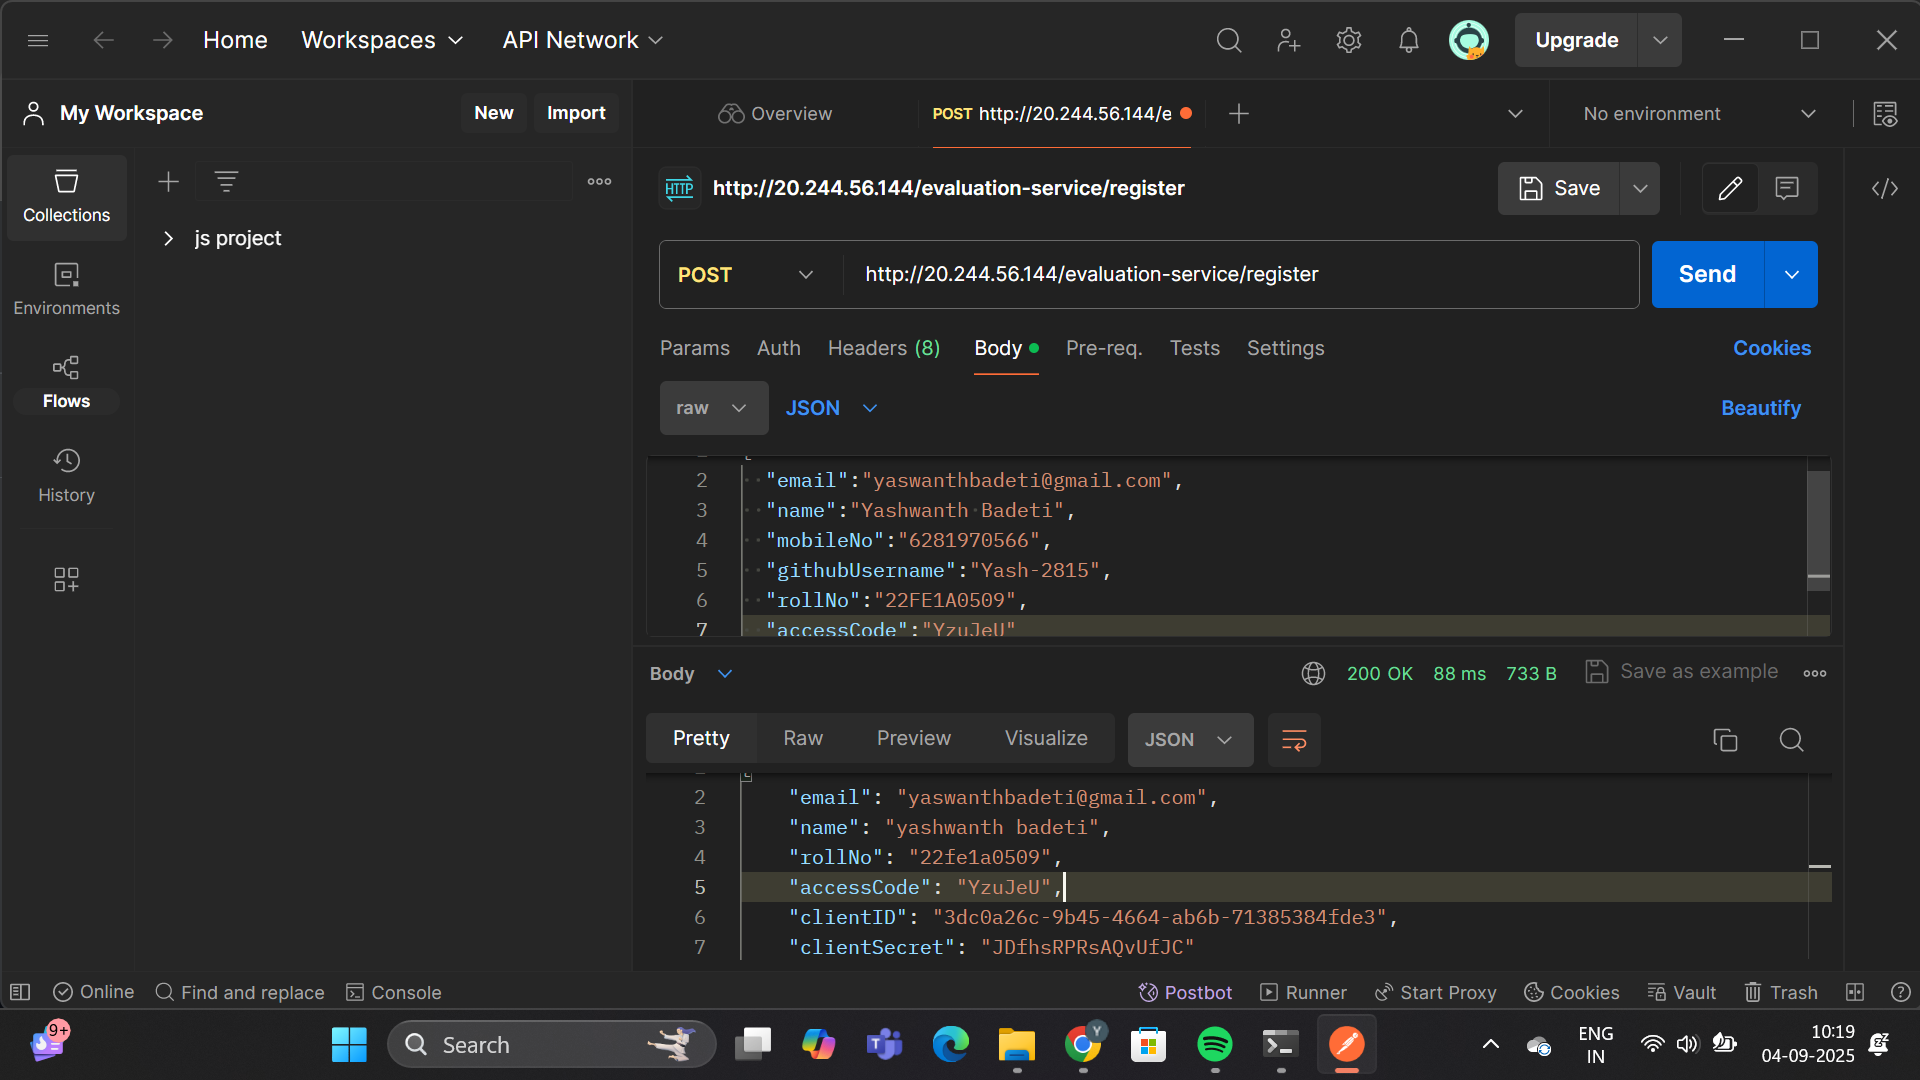 Home
Workspaces
API Network
Upgrade
My Workspace
New
Import
Overview
POST http://20.244.56.144/e
No environment
Collections
Environments
Flows
History
js project
HTTP
http://20.244.56.144/evaluation-service/register
Save
POST
http://20.244.56.144/evaluation-service/register
Send
Params
Auth
Headers (8)
Body
Pre-req.
Tests
Settings
Cookies
raw
JSON
Beautify
2 "email":"yaswanthbadeti@gmail.com",
3 "name":"Yashwanth Badeti",
4 "mobileNo":"6281970566",
5 "githubUsername":"Yash-2815",
6 "rollNo":"22FE1A0509",
7 "accessCode":"YzuJeU"
Body
200 OK
88 ms
733 B
Save as example
Pretty
Raw
Preview
Visualize
JSON
2 "email": "yaswanthbadeti@gmail.com",
3 "name": "yashwanth badeti",
4 "rollNo": "22fe1a0509",
5 "accessCode": "YzuJeU",
6 "clientID": "3dc0a26c-9b45-4664-ab6b-71385384fde3",
7 "clientSecret": "JDfhsRPRsAQvUfJC"
Online
Find and replace
Console
Postbot
Runner
Start Proxy
Cookies
Vault
Trash
9+
Search
Y
ENG
IN
10:19
04-09-2025